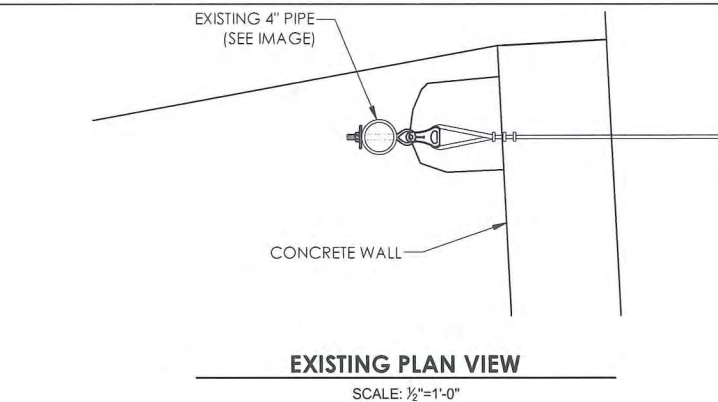 EXISTING 4" PIPE
(SEE IMAGE)
CONCRETE WALL
EXISTING PLAN VIEW
SCALE: ½"=1'-0"